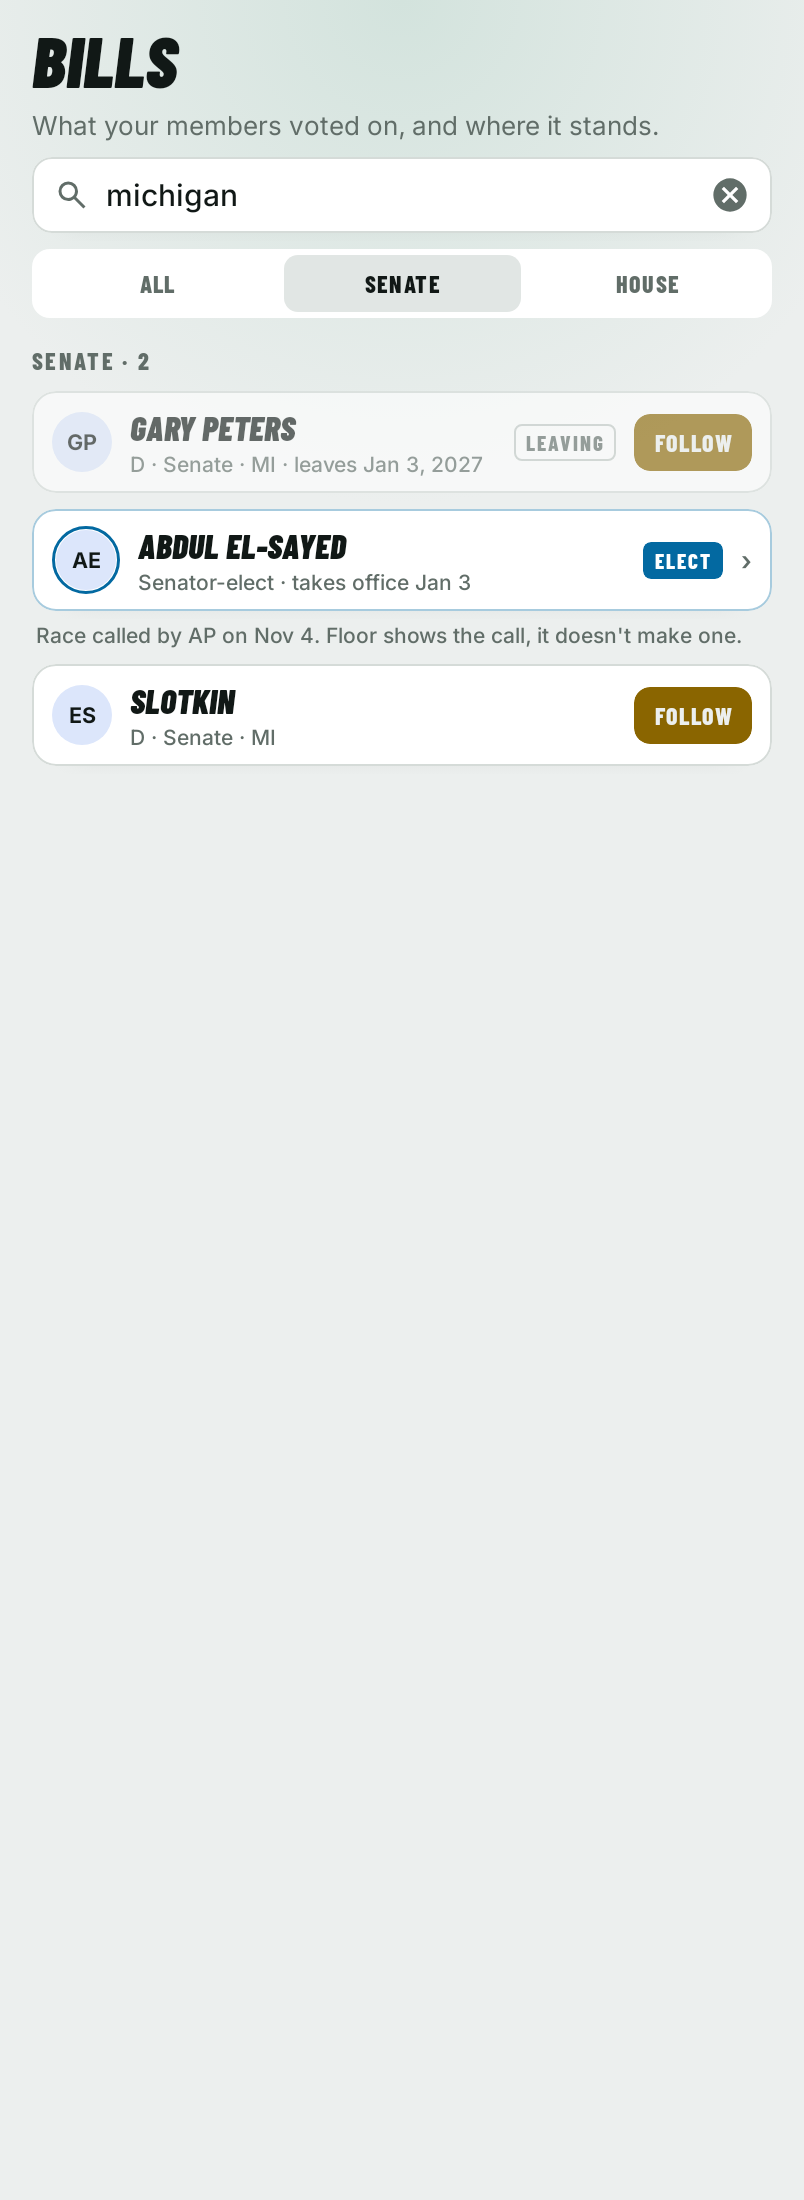 BILLS
What your members voted on, and where it stands.
michigan
ALL SENATE HOUSE
SENATE · 2
GP GARY PETERS LEAVING FOLLOW
D · Senate · MI · leaves Jan 3, 2027
AE ABDUL EL-SAYED ELECT ›
Senator-elect · takes office Jan 3
Race called by AP on Nov 4. Floor shows the call, it doesn't make one.
ES SLOTKIN FOLLOW
D · Senate · MI